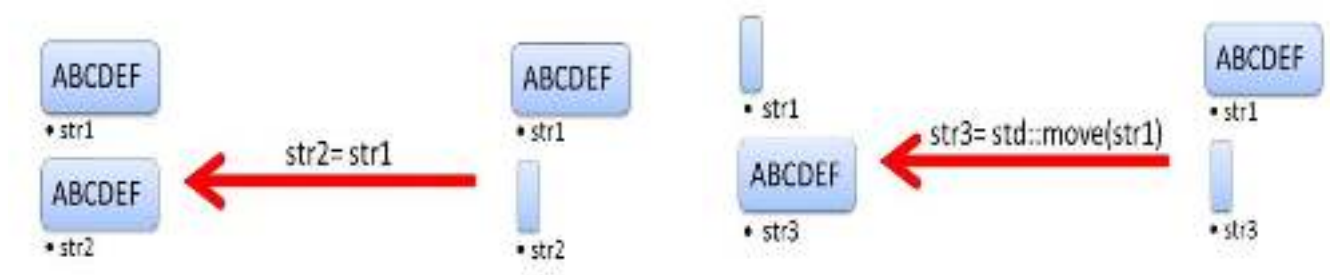 ABCDEF
• str1
ABCDEF
• str2
str2= str1
ABCDEF
• str1
• str2
• str1
ABCDEF
• str3
str3= std::move(str1)
ABCDEF
• str1
• str3